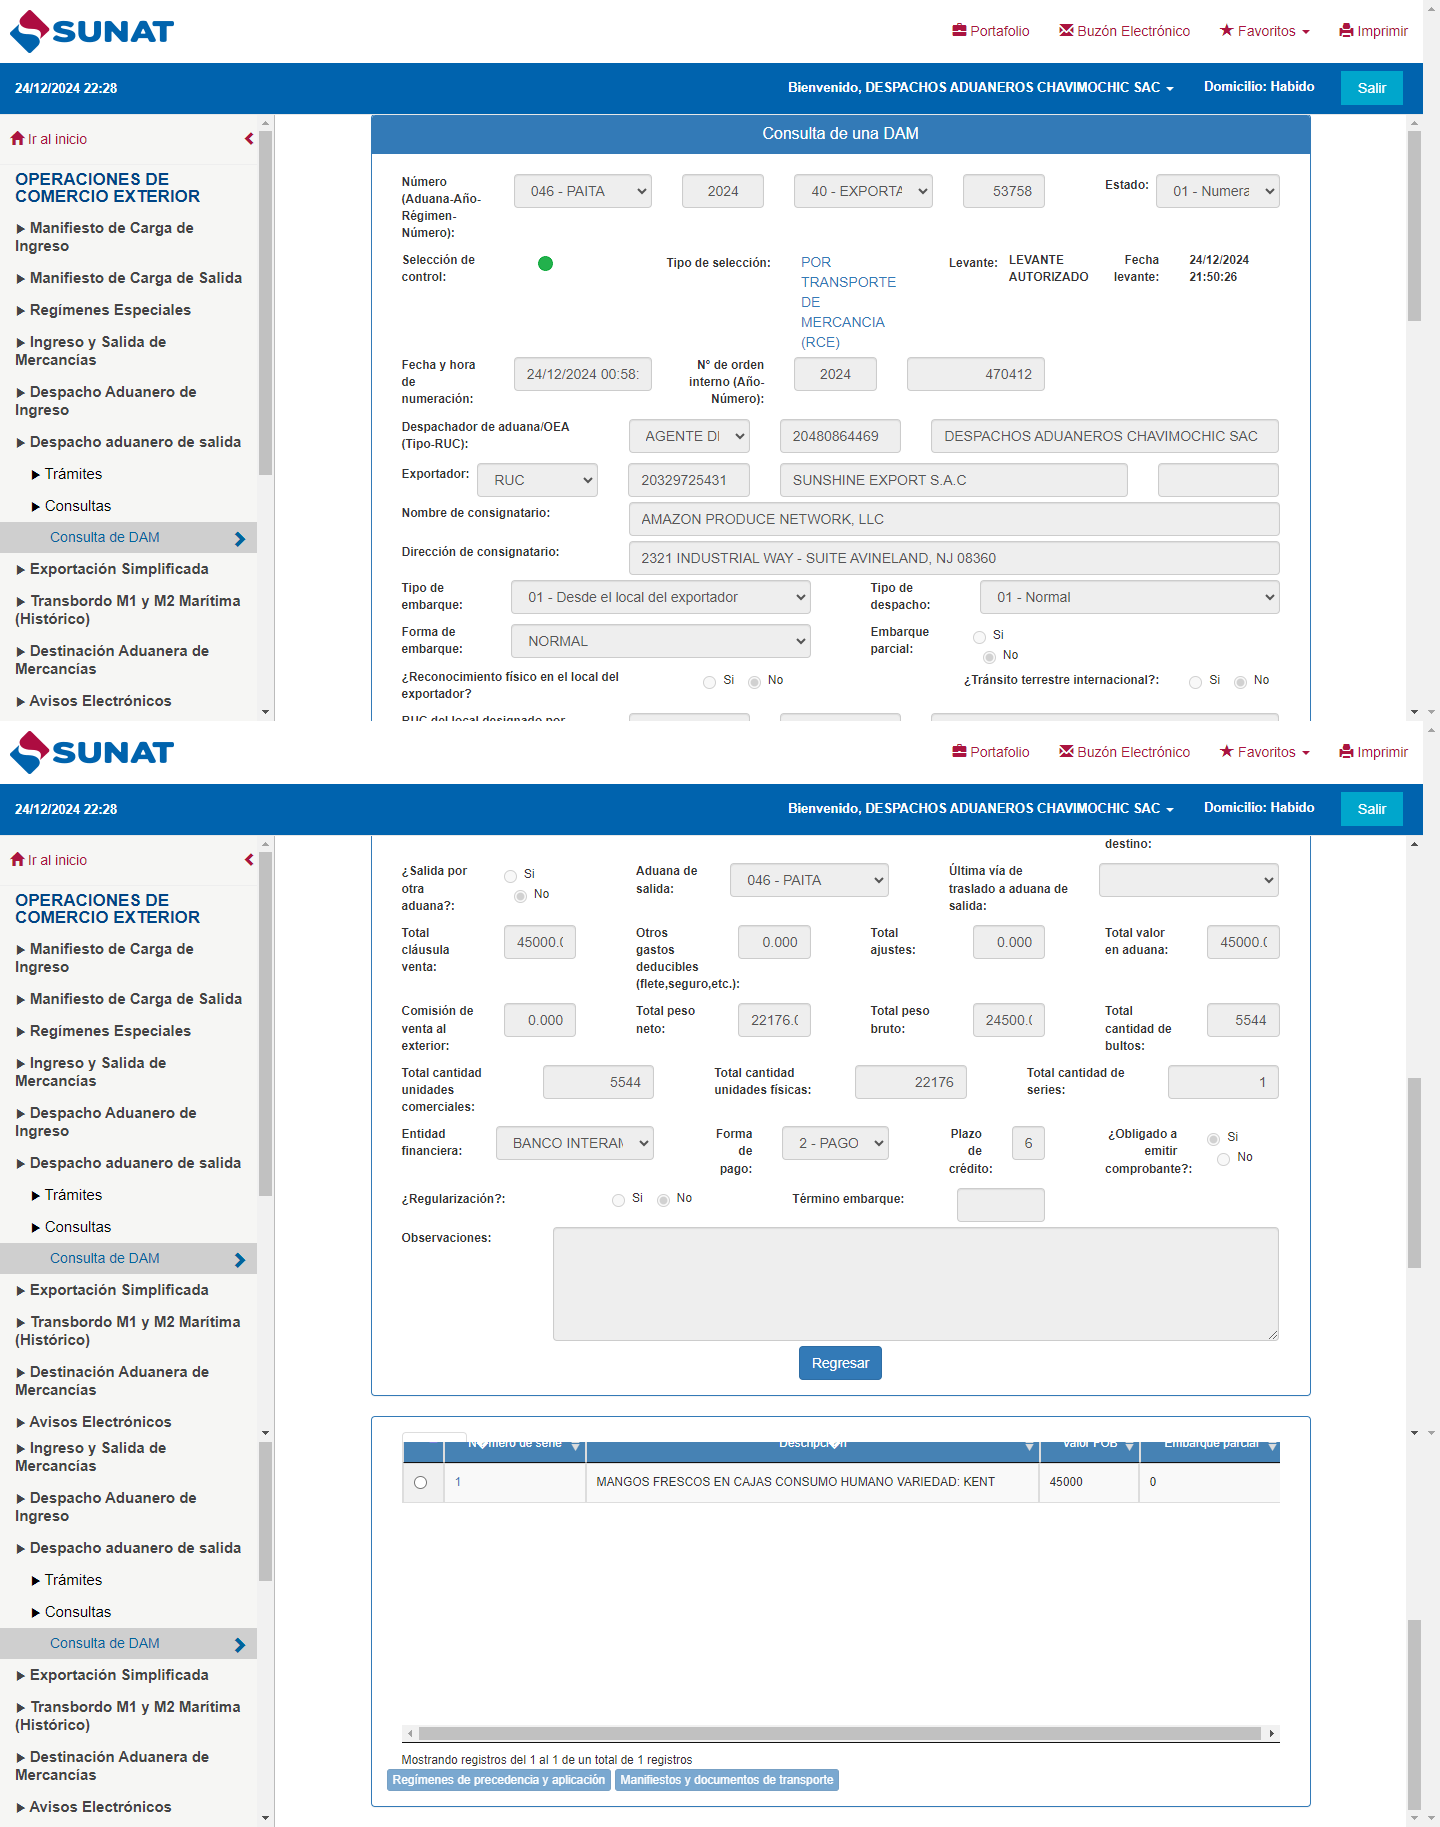 SUNAT
Portafolio
Buzón Electrónico
Favoritos
Imprimir
24/12/2024 22:28
Bienvenido, DESPACHOS ADUANEROS CHAVIMOCHIC SAC
Domicilio: Habido
Salir
Ir al inicio
OPERACIONES DE
COMERCIO EXTERIOR
Manifiesto de Carga de
Ingreso
Manifiesto de Carga de Salida
Regímenes Especiales
Ingreso y Salida de
Mercancías
Despacho Aduanero de
Ingreso
Despacho aduanero de salida
Trámites
Consultas
Consulta de DAM
Exportación Simplificada
Transbordo M1 y M2 Marítima
(Histórico)
Destinación Aduanera de
Mercancías
Avisos Electrónicos
Consulta de una DAM
Número
(Aduana-Año-
Régimen-
Número):
046 - PAITA
2024
40 - EXPORTA
53758
Estado:
01 - Numera
Selección de
control:
Tipo de selección:
POR
TRANSPORTE
DE
MERCANCIA
(RCE)
Levante:
LEVANTE
AUTORIZADO
Fecha
levante:
24/12/2024
21:50:26
Fecha y hora
de
numeración:
24/12/2024 00:58:
N° de orden
interno (Año-
Número):
2024
470412
Despachador de aduana/OEA
(Tipo-RUC):
AGENTE DI
20480864469
DESPACHOS ADUANEROS CHAVIMOCHIC SAC
Exportador:
RUC
20329725431
SUNSHINE EXPORT S.A.C
Nombre de consignatario:
AMAZON PRODUCE NETWORK, LLC
Dirección de consignatario:
2321 INDUSTRIAL WAY - SUITE AVINELAND, NJ 08360
Tipo de
embarque:
01 - Desde el local del exportador
Tipo de
despacho:
01 - Normal
Forma de
embarque:
NORMAL
Embarque
parcial:
Si
No
¿Reconocimiento físico en el local del
exportador?
Si
No
¿Tránsito terrestre internacional?:
Si
No
RUC del local designado por
SUNAT
Portafolio
Buzón Electrónico
Favoritos
Imprimir
24/12/2024 22:28
Bienvenido, DESPACHOS ADUANEROS CHAVIMOCHIC SAC
Domicilio: Habido
Salir
Ir al inicio
OPERACIONES DE
COMERCIO EXTERIOR
Manifiesto de Carga de
Ingreso
Manifiesto de Carga de Salida
Regímenes Especiales
Ingreso y Salida de
Mercancías
Despacho Aduanero de
Ingreso
Despacho aduanero de salida
Trámites
Consultas
Consulta de DAM
Exportación Simplificada
Transbordo M1 y M2 Marítima
(Histórico)
Destinación Aduanera de
Mercancías
Avisos Electrónicos
destino:
¿Salida por
otra
aduana?:
Si
No
Aduana de
salida:
046 - PAITA
Última vía de
traslado a aduana de
salida:
Total
cláusula
venta:
45000.(
Otros
gastos
deducibles
(flete,seguro,etc.):
0.000
Total
ajustes:
0.000
Total valor
en aduana:
45000.(
Comisión de
venta al
exterior:
0.000
Total peso
neto:
22176.(
Total peso
bruto:
24500.(
Total
cantidad de
bultos:
5544
Total cantidad
unidades
comerciales:
5544
Total cantidad
unidades físicas:
22176
Total cantidad de
series:
1
Entidad
financiera:
BANCO INTERAN
Forma
de
pago:
2 - PAGO
Plazo
de
crédito:
6
¿Obligado a
emitir
comprobante?:
Si
No
¿Regularización?:
Si
No
Término embarque:
Observaciones:
Regresar
Ingreso y Salida de
Mercancías
Despacho Aduanero de
Ingreso
Despacho aduanero de salida
Trámites
Consultas
Consulta de DAM
Exportación Simplificada
Transbordo M1 y M2 Marítima
(Histórico)
Destinación Aduanera de
Mercancías
Avisos Electrónicos
N�mero de serie
Descripci�n
Valor FOB
Embarque parcial
1
MANGOS FRESCOS EN CAJAS CONSUMO HUMANO VARIEDAD: KENT
45000
0
Mostrando registros del 1 al 1 de un total de 1 registros
Regímenes de precedencia y aplicación
Manifiestos y documentos de transporte